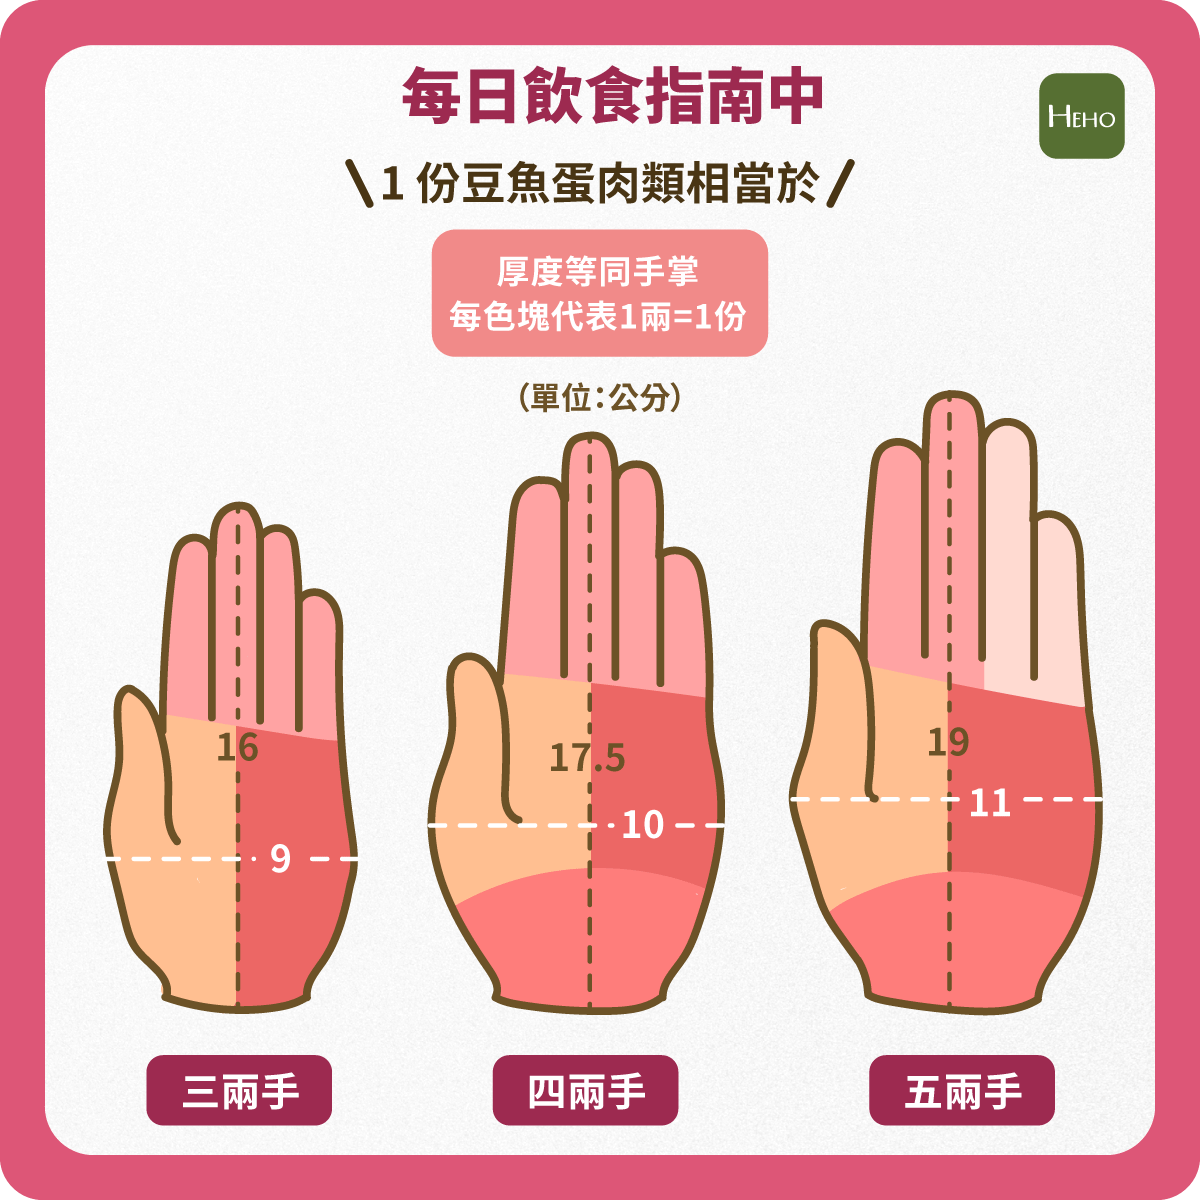 每日飲食指南中
HEHO
\ 1 份豆魚蛋肉類相當於 /
厚度等同手掌
每色塊代表1兩=1份
（單位：公分）
16
9
17.5
10
19
11
三兩手
四兩手
五兩手